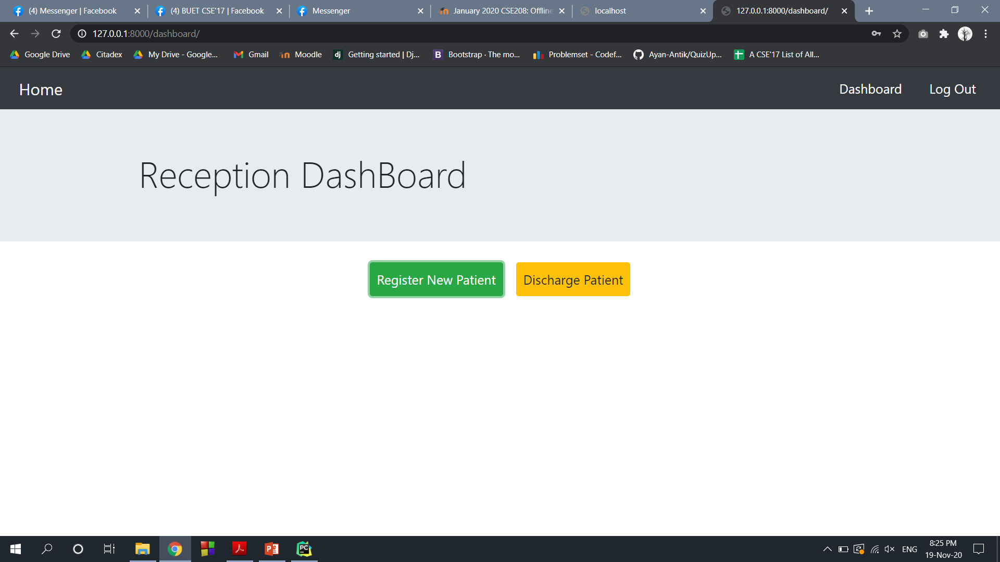 (4) Messenger | Facebook
(4) BUET CSE'17 | Facebook
Messenger
January 2020 CSE208: Offline
localhost
127.0.0.1:8000/dashboard/
127.0.0.1:8000/dashboard/
Google Drive
Citadex
My Drive - Google...
Gmail
Moodle
dj Getting started | Dj...
B Bootstrap · The mo...
Problemset - Codef...
Ayan-Antik/QuizUp...
A CSE'17 List of All...
Home
Dashboard
Log Out
Reception DashBoard
Register New Patient
Discharge Patient
PC
ENG
8:25 PM
19-Nov-20